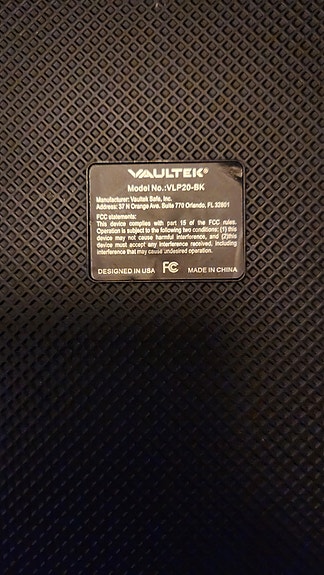 VAULTEK®
Model No.:VLP20-BK
Manufacturer: Vaultek Safe, Inc.
Address: 37 N Orange Ave. Suite 770 Orlando, FL 32801
FCC statements:
This device complies with part 15 of the FCC rules.
Operation is subject to the following two conditions: (1) this
device may not cause harmful interference, and (2)this
device must accept any interference received, including
interference that may cause undesired operation.
DESIGNED IN USA FC MADE IN CHINA